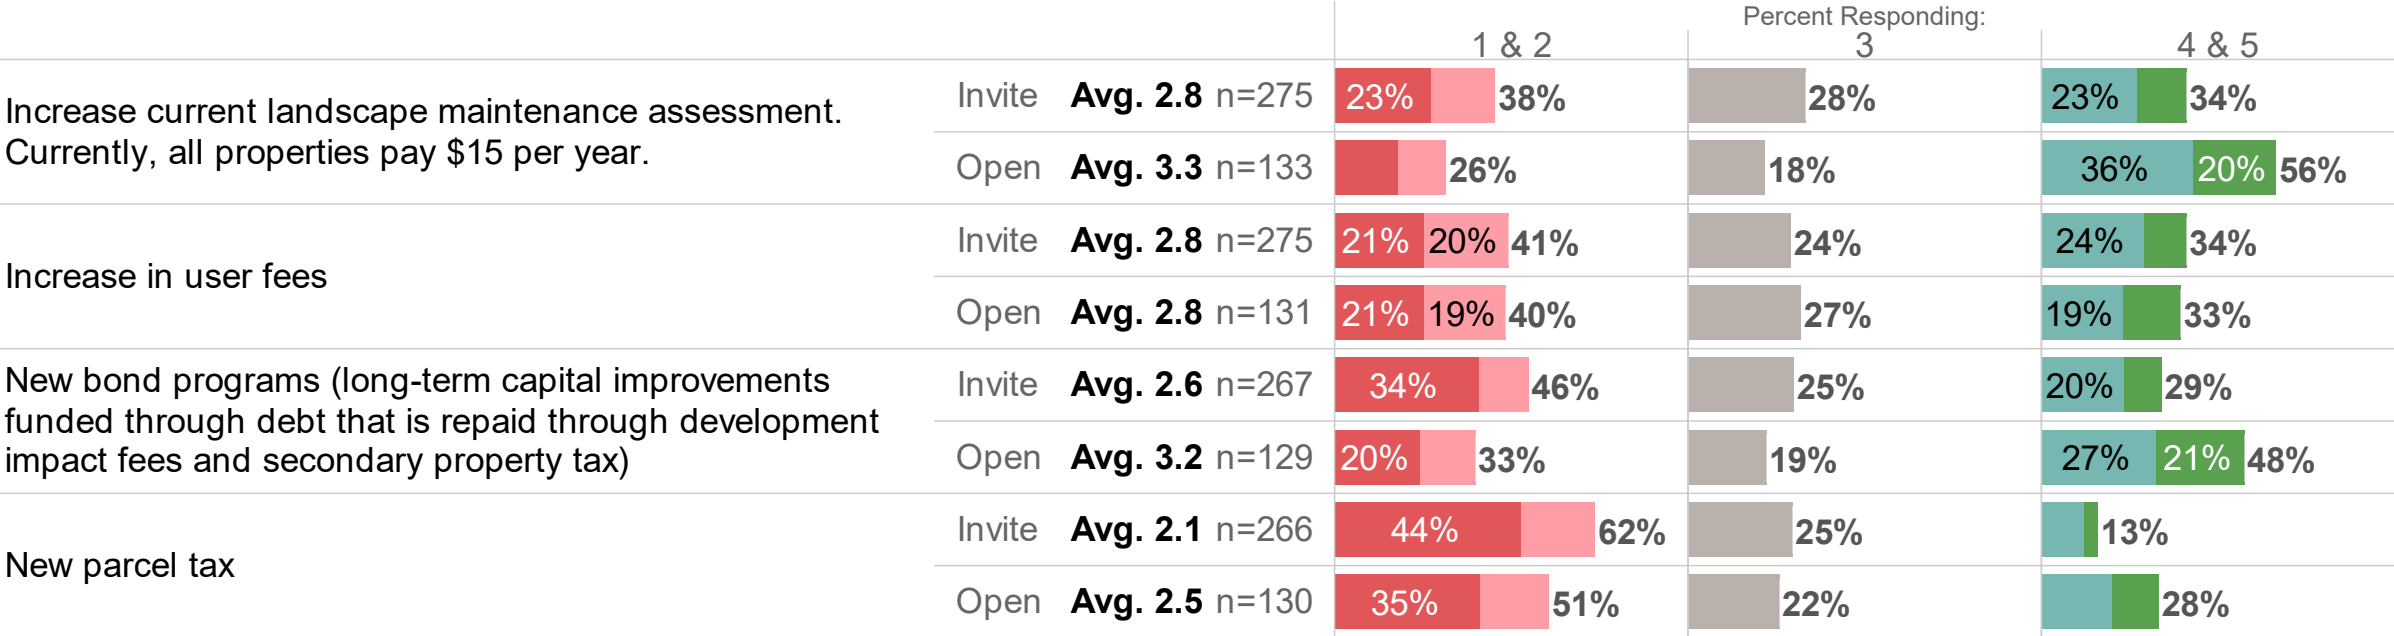 Percent Responding:
1 & 2 3 4 & 5
Increase current landscape maintenance assessment.
Currently, all properties pay $15 per year.
Invite Avg. 2.8 n=275 23% 38% 28% 23% 34%
Open Avg. 3.3 n=133 26% 18% 36% 20% 56%
Increase in user fees
Invite Avg. 2.8 n=275 21% 20% 41% 24% 24% 34%
Open Avg. 2.8 n=131 21% 19% 40% 27% 19% 33%
New bond programs (long-term capital improvements
funded through debt that is repaid through development
impact fees and secondary property tax)
Invite Avg. 2.6 n=267 34% 46% 25% 20% 29%
Open Avg. 3.2 n=129 20% 33% 19% 27% 21% 48%
New parcel tax
Invite Avg. 2.1 n=266 44% 62% 25% 13%
Open Avg. 2.5 n=130 35% 51% 22% 28%